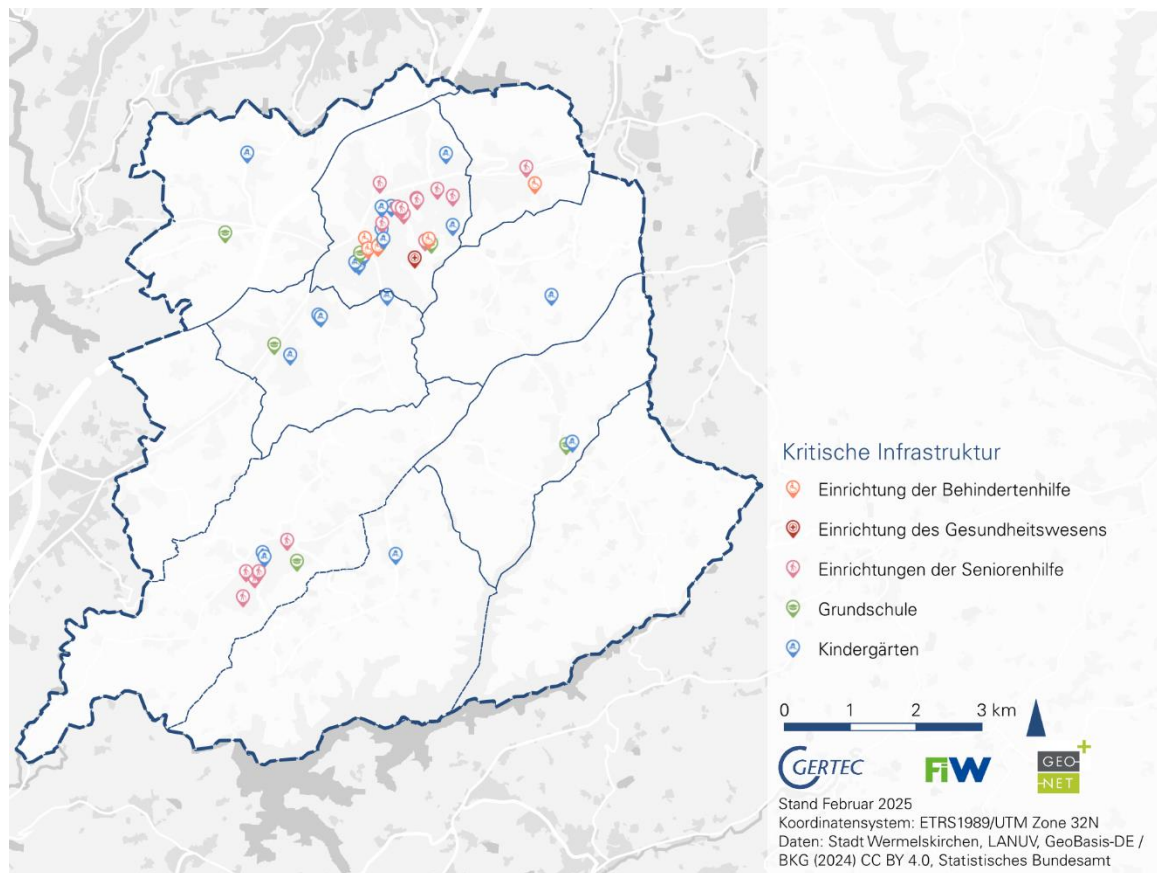 Kritische Infrastruktur
Einrichtung der Behindertenhilfe
Einrichtung des Gesundheitswesens
Einrichtungen der Seniorenhilfe
Grundschule
Kindergärten
0 1 2 3 km
GERTEC
FiW
GEO-
-NET
Stand Februar 2025
Koordinatensystem: ETRS1989/UTM Zone 32N
Daten: Stadt Wermelskirchen, LANUV, GeoBasis-DE /
BKG (2024) CC BY 4.0, Statistisches Bundesamt